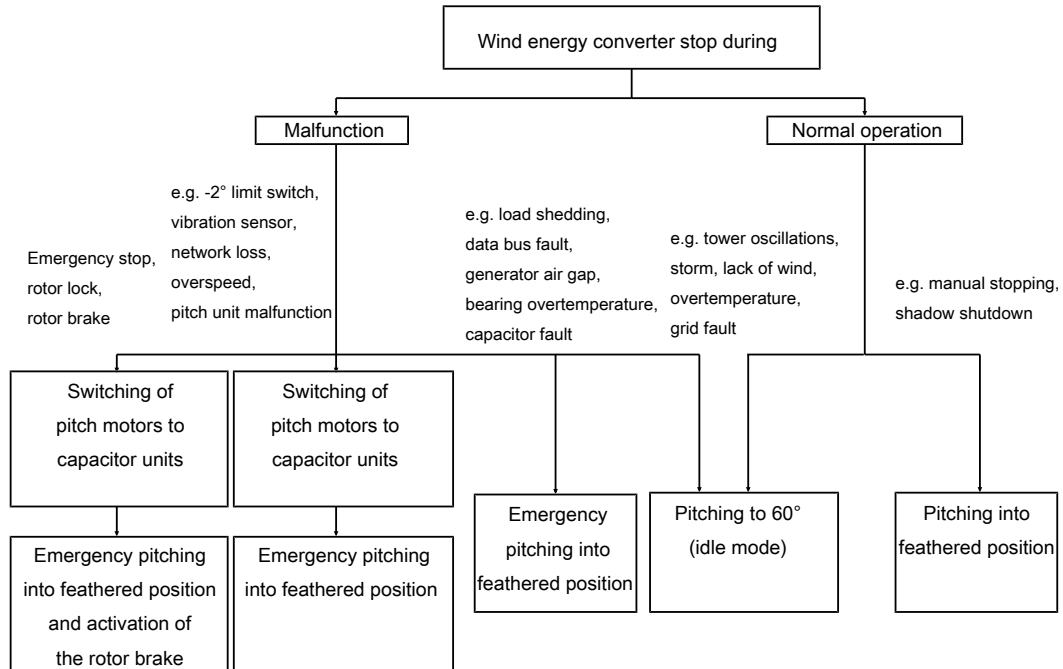 Wind energy converter stop during
Malfunction
Normal operation
Emergency stop,
rotor lock,
rotor brake
e.g. -2° limit switch,
vibration sensor,
network loss,
overspeed,
pitch unit malfunction
e.g. load shedding,
data bus fault,
generator air gap,
bearing overtemperature,
capacitor fault
e.g. tower oscillations,
storm, lack of wind,
overtemperature,
grid fault
e.g. manual stopping,
shadow shutdown
Switching of
pitch motors to
capacitor units
Switching of
pitch motors to
capacitor units
Emergency
pitching into
feathered position
Pitching to 60°
(idle mode)
Pitching into
feathered position
Emergency pitching
into feathered position
and activation of
the rotor brake
Emergency pitching
into feathered position